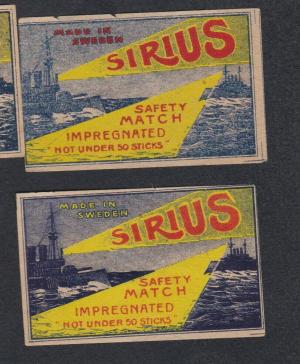 MADE IN
SWEDEN
SIRIUS
SAFETY
MATCH
IMPREGNATED
"NOT UNDER 50 STICKS"
MADE IN
SWEDEN
SIRIUS
SAFETY
MATCH
IMPREGNATED
"NOT UNDER 50 STICKS"